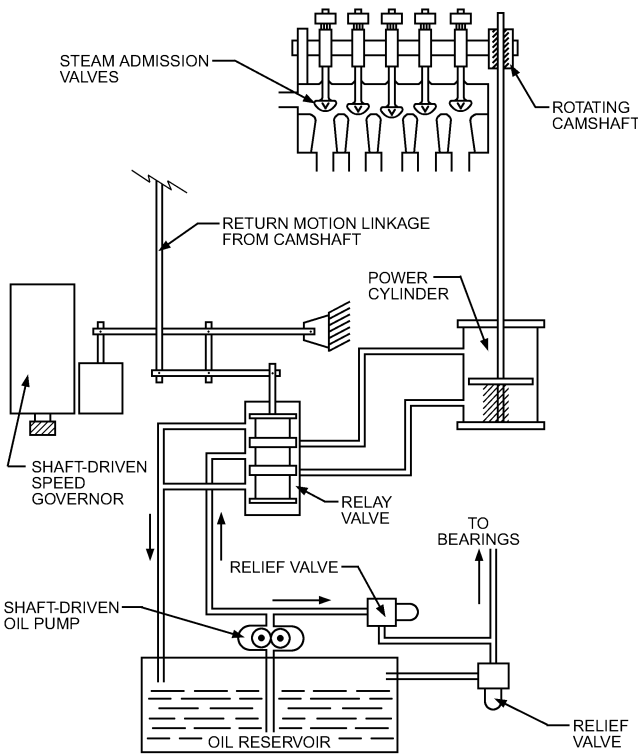 STEAM ADMISSION
VALVES
ROTATING
CAMSHAFT
RETURN MOTION LINKAGE
FROM CAMSHAFT
POWER
CYLINDER
SHAFT-DRIVEN
SPEED
GOVERNOR
RELAY
VALVE
TO
BEARINGS
RELIEF VALVE
SHAFT-DRIVEN
OIL PUMP
RELIEF
VALVE
OIL RESERVOIR